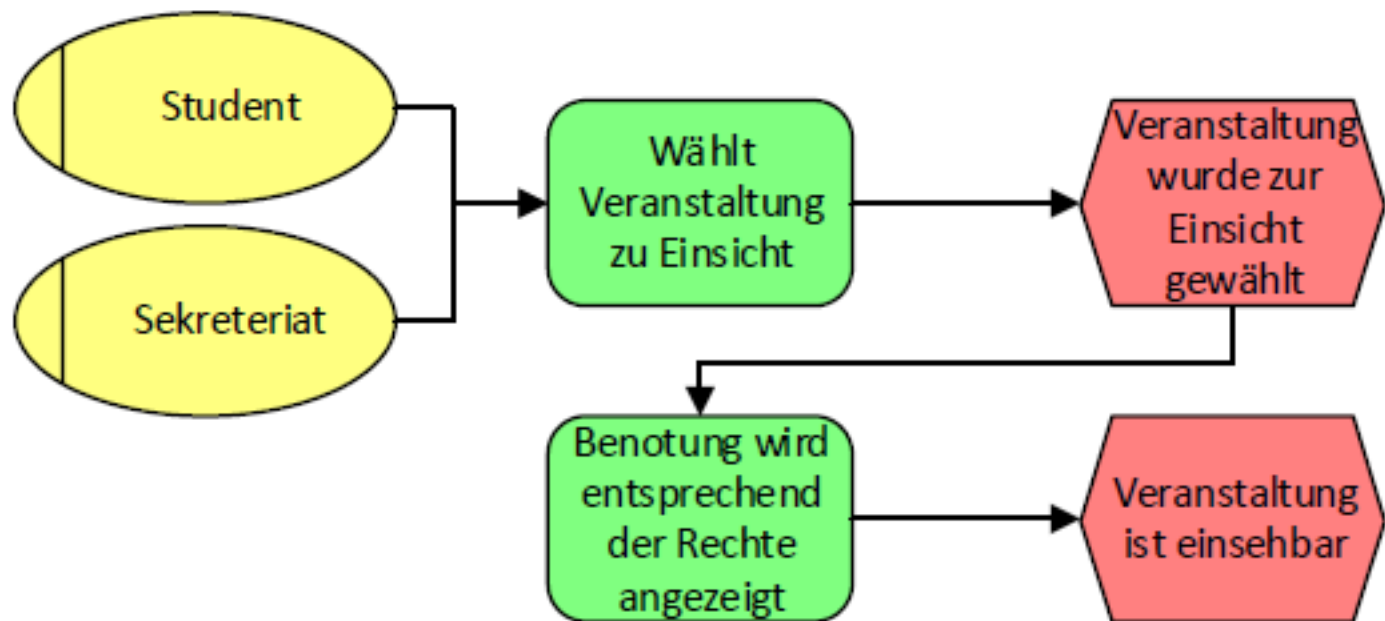 Student
Wählt
Veranstaltung
zu Einsicht
Veranstaltung
wurde zur
Einsicht
gewählt
Sekreteriat
Benotung wird
entsprechend
der Rechte
angezeigt
Veranstaltung
ist einsehbar